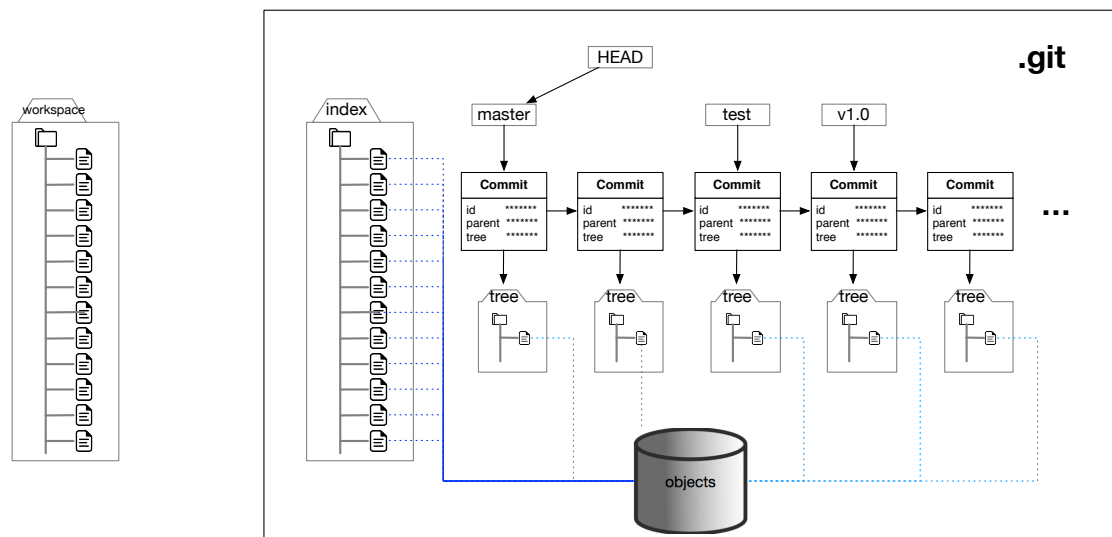 HEAD
.git
workspace
index
master
test
v1.0
Commit
id *******
parent *******
tree *******
Commit
id *******
parent *******
tree *******
Commit
id *******
parent *******
tree *******
Commit
id *******
parent *******
tree *******
Commit
id *******
parent *******
tree *******
...
tree
tree
tree
tree
tree
objects